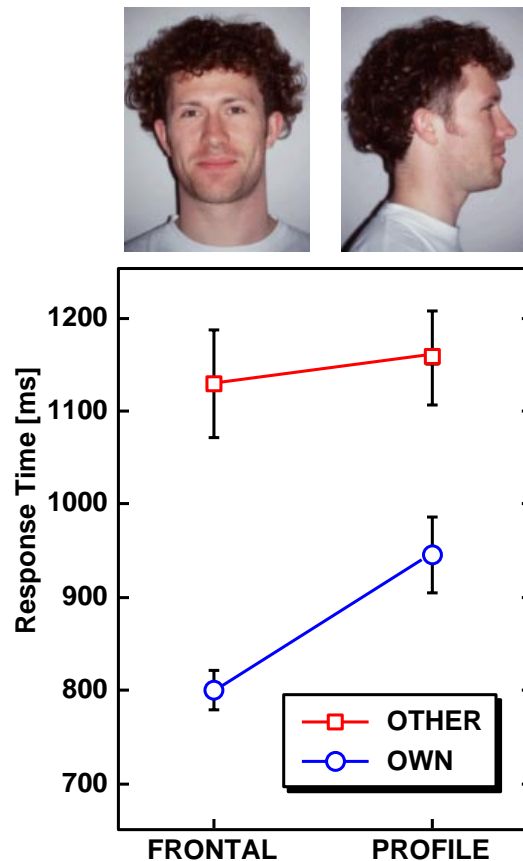 1200
1100
1000
900
800
700
Response Time [ms]
OTHER
OWN
FRONTAL PROFILE